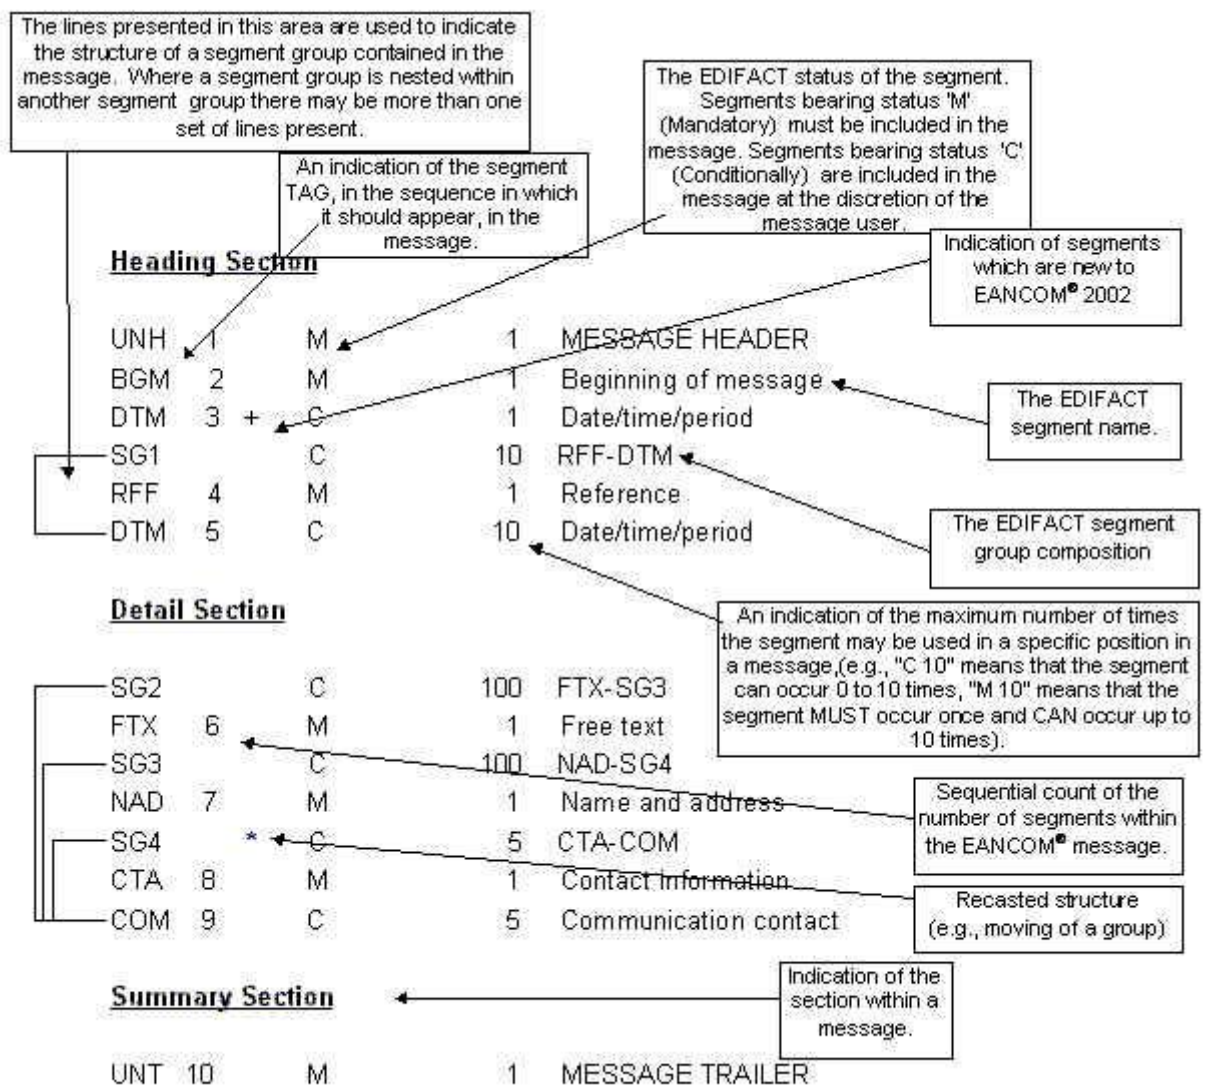 The lines presented in this area are used to indicate
the structure of a segment group contained in the
message. Where a segment group is nested within
another segment group there may be more than one
set of lines present.
The EDIFACT status of the segment.
Segments bearing status 'M'
(Mandatory) must be included in the
message. Segments bearing status 'C'
(Conditionally) are included in the
message at the discretion of the
message user.
An indication of the segment
TAG, in the sequence in which
it should appear, in the
message.
Indication of segments
which are new to
EANCOM® 2002
Heading Section
UNH 1 M 1 MESSAGE HEADER
BGM 2 M 1 Beginning of message
DTM 3 + C 1 Date/time/period
SG1 C 10 RFF-DTM
RFF 4 M 1 Reference
DTM 5 C 10 Date/time/period
The EDIFACT
segment name.
The EDIFACT segment
group composition
An indication of the maximum number of times
the segment may be used in a specific position in
a message,(e.g., "C 10" means that the segment
can occur 0 to 10 times, "M 10" means that the
segment MUST occur once and CAN occur up to
10 times).
Detail Section
SG2 C 100 FTX-SG3
FTX 6 M 1 Free text
SG3 C 100 NAD-SG4
NAD 7 M 1 Name and address
SG4 * C 5 CTA-COM
CTA 8 M 1 Contact Information
COM 9 C 5 Communication contact
Sequential count of the
number of segments within
the EANCOM® message.
Recasted structure
(e.g., moving of a group)
Indication of the
section within a
message.
Summary Section
UNT 10 M 1 MESSAGE TRAILER